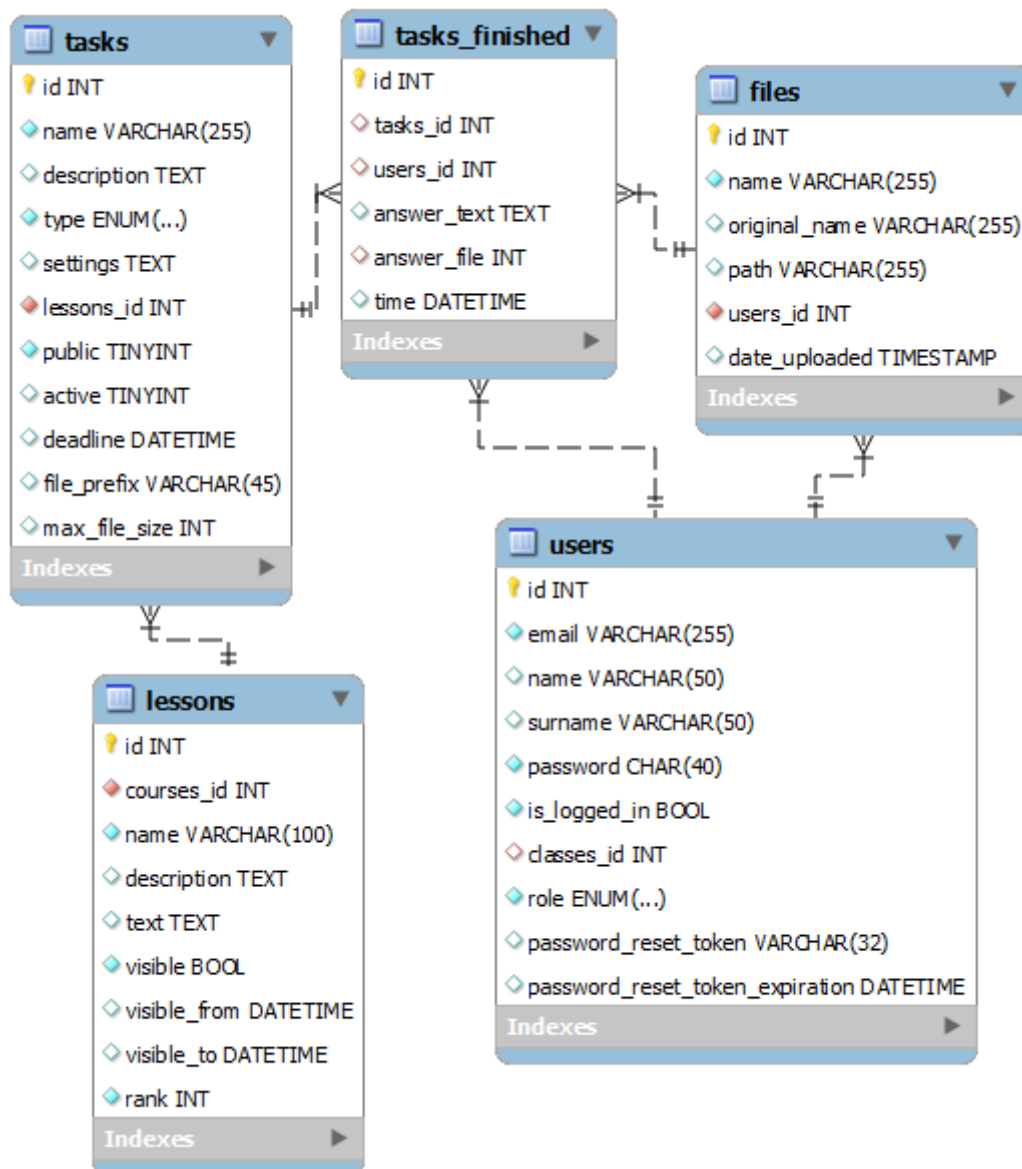 tasks
id INT
name VARCHAR(255)
description TEXT
type ENUM(...)
settings TEXT
lessons_id INT
public TINYINT
active TINYINT
deadline DATETIME
file_prefix VARCHAR(45)
max_file_size INT
Indexes
tasks_finished
id INT
tasks_id INT
users_id INT
answer_text TEXT
answer_file INT
time DATETIME
Indexes
files
id INT
name VARCHAR(255)
original_name VARCHAR(255)
path VARCHAR(255)
users_id INT
date_uploaded TIMESTAMP
Indexes
lessons
id INT
courses_id INT
name VARCHAR(100)
description TEXT
text TEXT
visible BOOL
visible_from DATETIME
visible_to DATETIME
rank INT
Indexes
users
id INT
email VARCHAR(255)
name VARCHAR(50)
surname VARCHAR(50)
password CHAR(40)
is_logged_in BOOL
classes_id INT
role ENUM(...)
password_reset_token VARCHAR(32)
password_reset_token_expiration DATETIME
Indexes